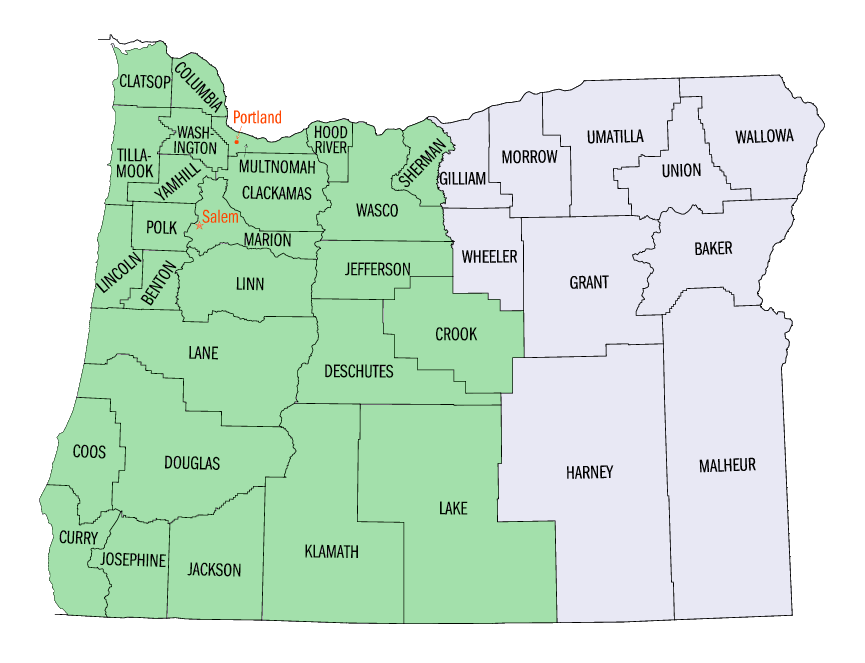 CLATSOP
COLUMBIA
Portland
TILLA-
MOOK
WASH-
INGTON
HOOD
RIVER
MULTNOMAH
SHERMAN
GILLIAM
MORROW
UMATILLA
WALLOWA
UNION
YAMHILL
CLACKAMAS
WASCO
POLK
Salem
MARION
LINCOLN
BENTON
LINN
JEFFERSON
WHEELER
GRANT
BAKER
LANE
CROOK
DESCHUTES
COOS
DOUGLAS
LAKE
HARNEY
MALHEUR
CURRY
JOSEPHINE
JACKSON
KLAMATH